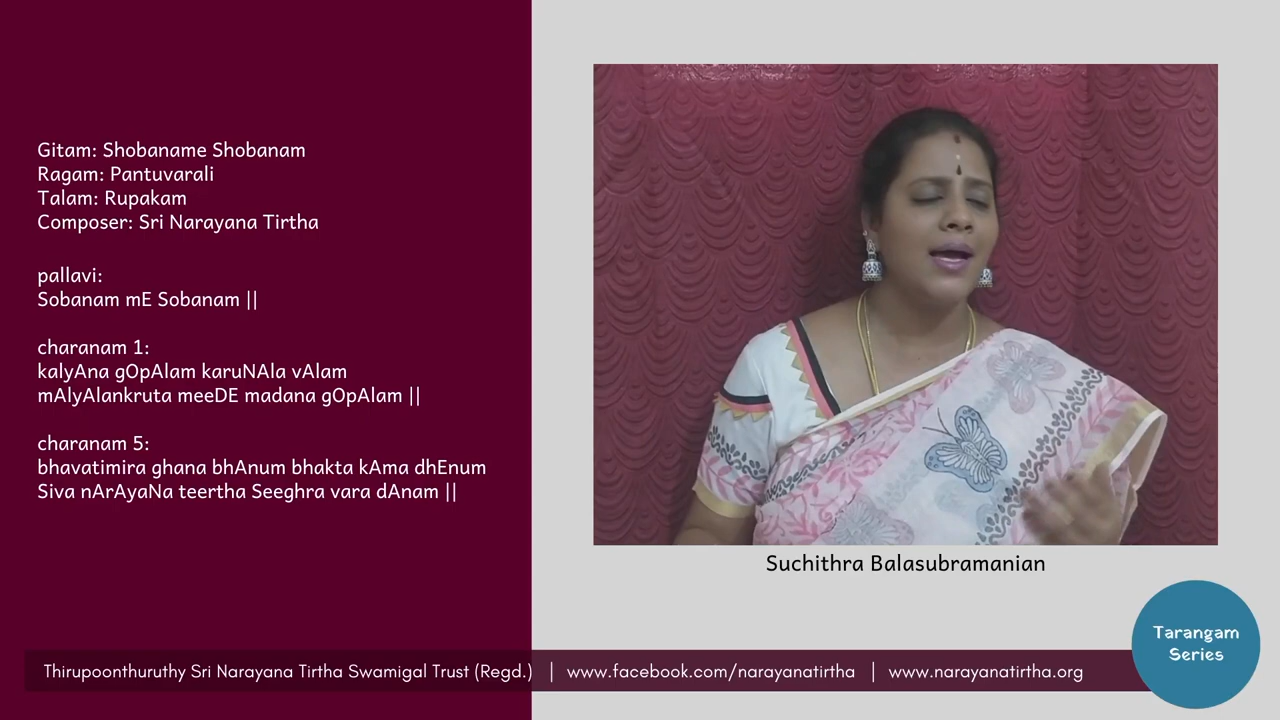 Gitam: Shobaname Shobanam
Ragam: Pantuvarali
Talam: Rupakam
Composer: Sri Narayana Tirtha
pallavi:
Sobanam mE Sobanam ||
charanam 1:
kalyAna gOpAlam karuNAla vAlam
mAlyAlankruta meeDE madana gOpAlam ||
charanam 5:
bhavatimira ghana bhAnum bhakta kAma dhEnum
Siva nArAyaNa teertha Seeghra vara dAnam ||
Suchithra Balasubramanian
Tarangam
Series
Thirupoonthuruthy Sri Narayana Tirtha Swamigal Trust (Regd.) | www.facebook.com/narayanatirtha | www.narayanatirtha.org